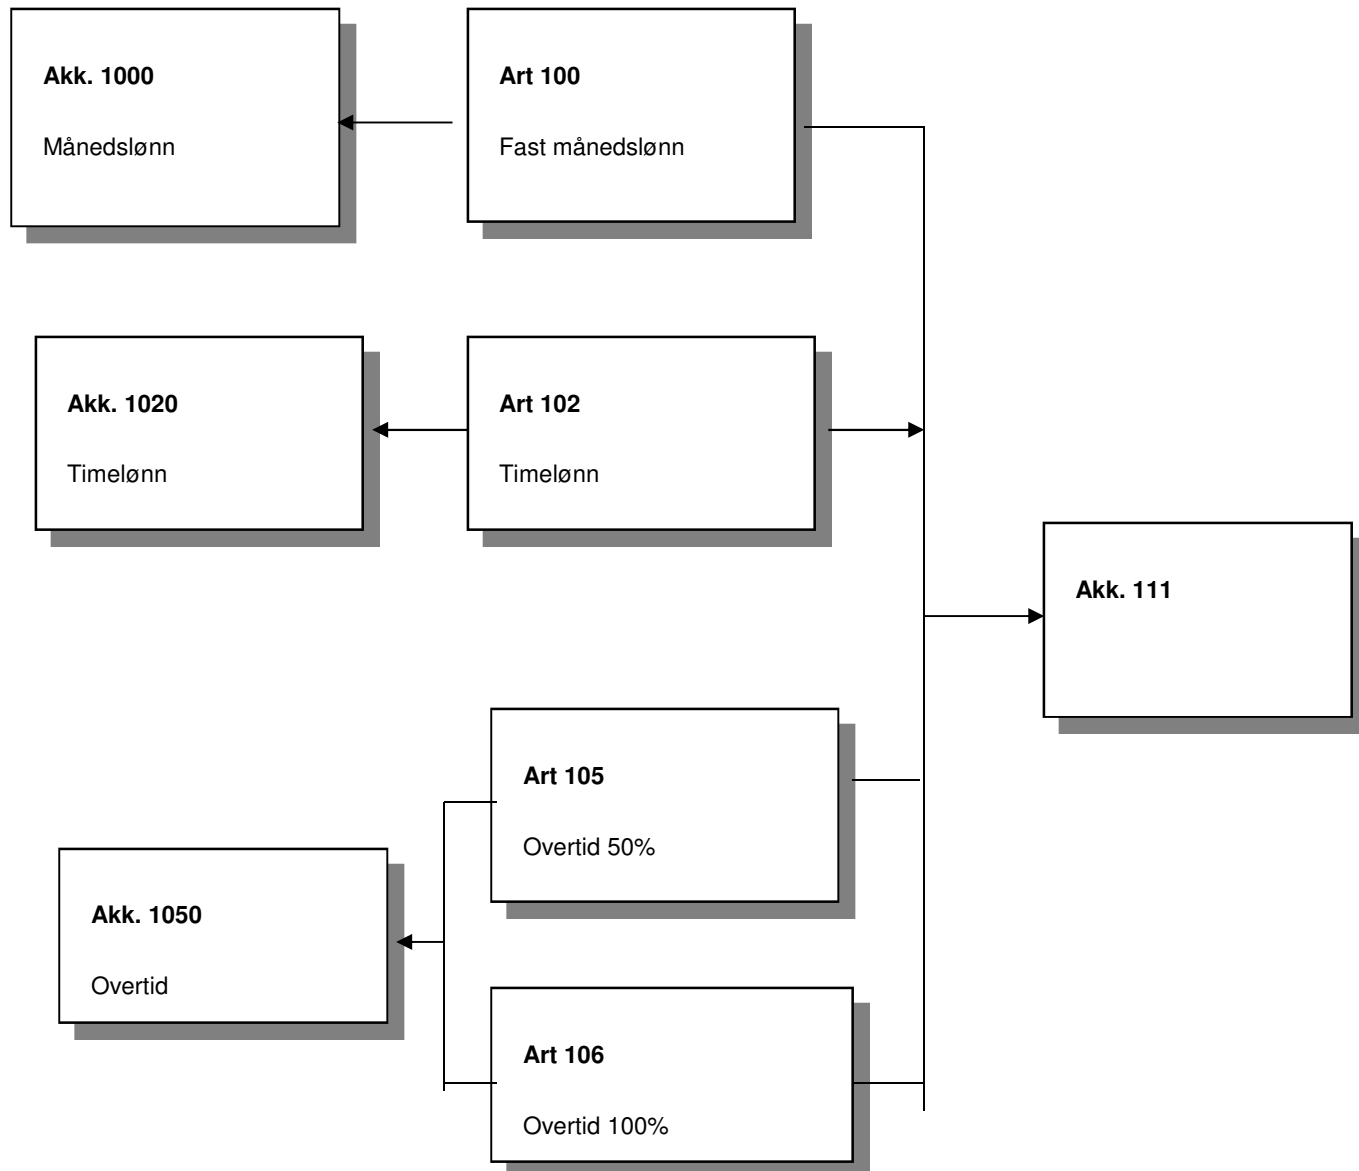 Akk. 1000
Månedslønn
Art 100
Fast månedslønn
Akk. 1020
Timelønn
Art 102
Timelønn
Akk. 111
Art 105
Overtid 50%
Akk. 1050
Overtid
Art 106
Overtid 100%